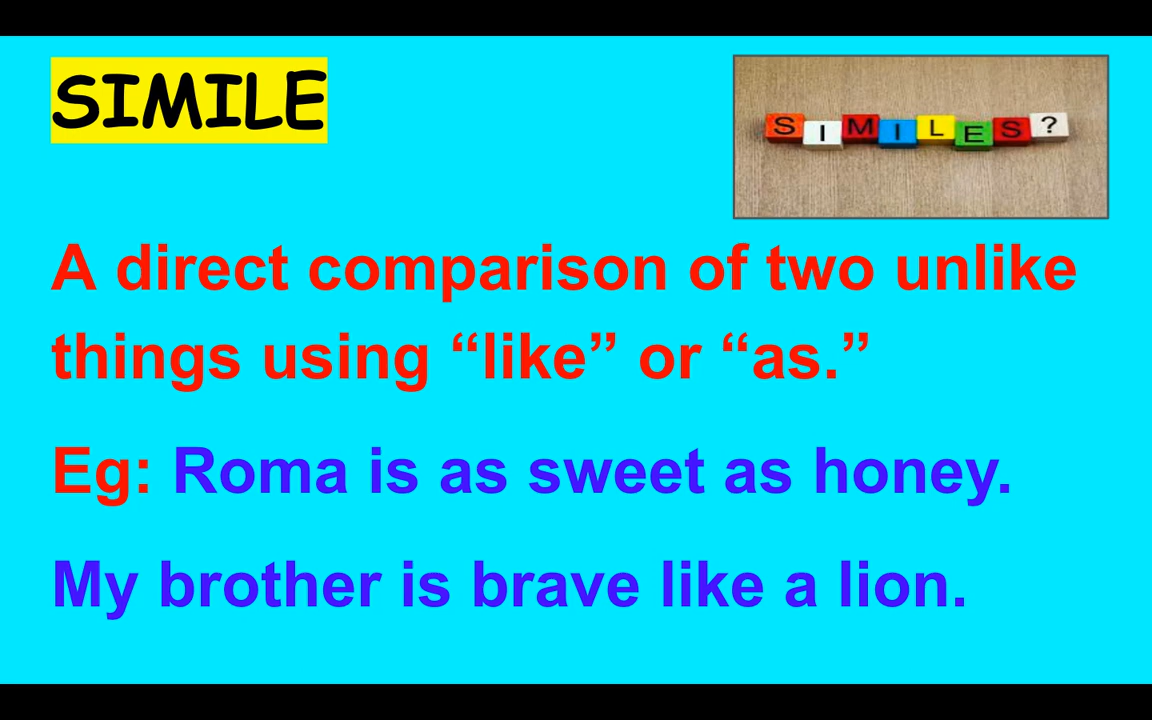 SIMILE
SIMILES?
A direct comparison of two unlike
things using “like” or “as.”
Eg: Roma is as sweet as honey.
My brother is brave like a lion.